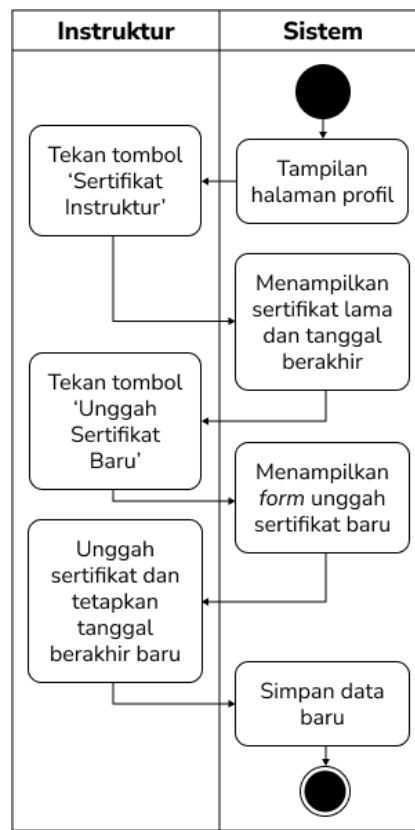 Instruktur
Sistem
Tampilan
halaman profil
Tekan tombol
‘Sertifikat
Instruktur’
Menampilkan
sertifikat lama
dan tanggal
berakhir
Tekan tombol
‘Unggah
Sertifikat
Baru’
Menampilkan
form unggah
sertifikat baru
Unggah
sertifikat dan
tetapkan
tanggal
berakhir baru
Simpan data
baru